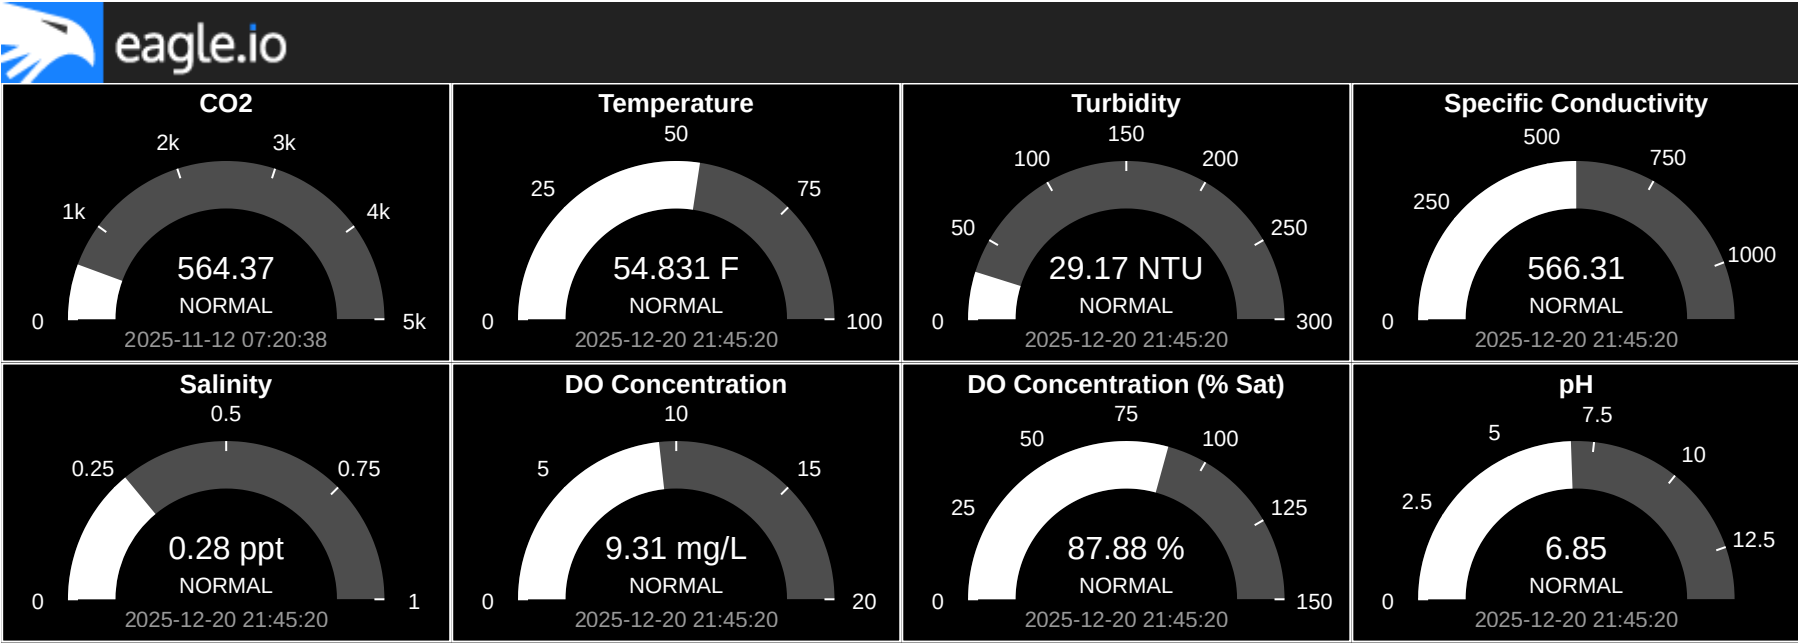 eagle.io
CO2
0
1k
2k
3k
4k
5k
564.37
NORMAL
2025-11-12 07:20:38
Temperature
0
25
50
75
100
54.831 F
NORMAL
2025-12-20 21:45:20
Turbidity
0
50
100
150
200
250
300
29.17 NTU
NORMAL
2025-12-20 21:45:20
Specific Conductivity
0
250
500
750
1000
566.31
NORMAL
2025-12-20 21:45:20
Salinity
0
0.25
0.5
0.75
1
0.28 ppt
NORMAL
2025-12-20 21:45:20
DO Concentration
0
5
10
15
20
9.31 mg/L
NORMAL
2025-12-20 21:45:20
DO Concentration (% Sat)
0
25
50
75
100
125
150
87.88 %
NORMAL
2025-12-20 21:45:20
pH
0
2.5
5
7.5
10
12.5
6.85
NORMAL
2025-12-20 21:45:20